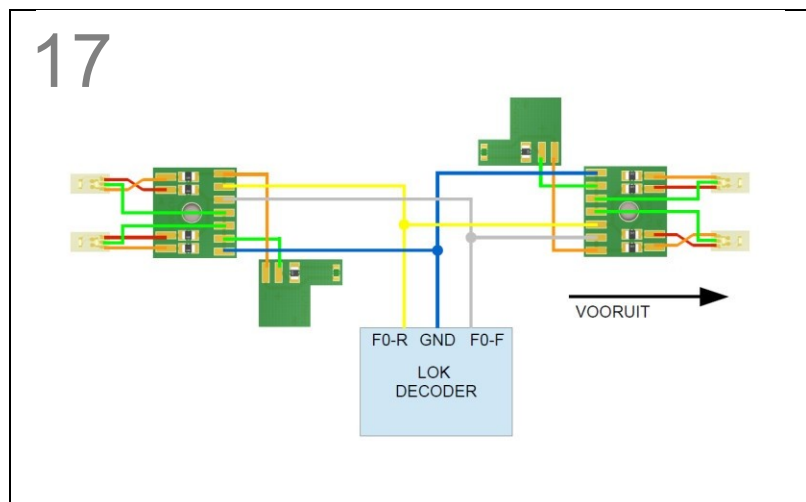 17
VOORUIT
F0-R GND F0-F
LOK
DECODER